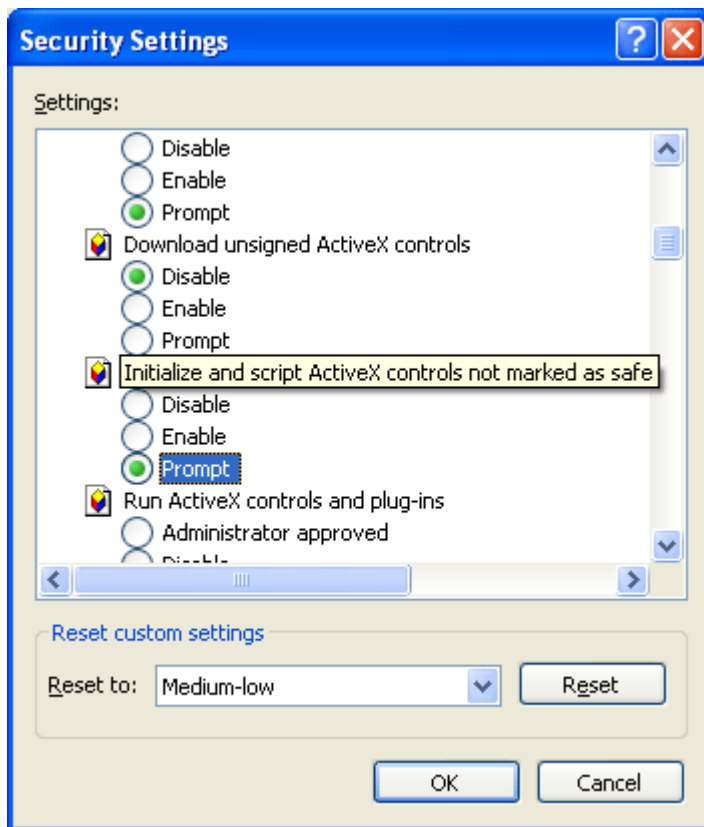 Security Settings
Settings:
Disable
Enable
Prompt
Download unsigned ActiveX controls
Disable
Enable
Prompt
Initialize and script ActiveX controls not marked as safe
Disable
Enable
Prompt
Run ActiveX controls and plug-ins
Administrator approved
Disable
Reset custom settings
Reset to: Medium-low Reset
OK Cancel